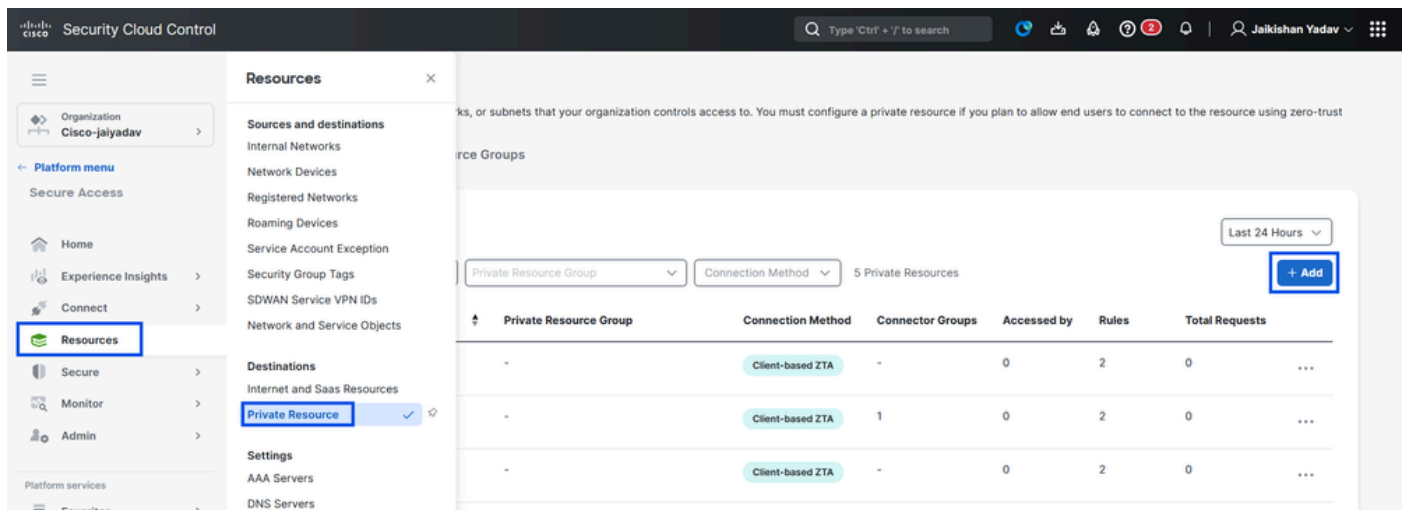 cisco Security Cloud Control
Type 'Ctrl' + '/' to search
2
Jaikishan Yadav
Organization
Cisco-jaiyadav
Platform menu
Secure Access
Home
Experience Insights
Connect
Resources
Secure
Monitor
Admin
Platform services
Resources
Sources and destinations
Internal Networks
Network Devices
Registered Networks
Roaming Devices
Service Account Exception
Security Group Tags
SDWAN Service VPN IDs
Network and Service Objects
Destinations
Internet and Saas Resources
Private Resource
Settings
AAA Servers
DNS Servers
or subnets that your organization controls access to. You must configure a private resource if you plan to allow end users to connect to the resource using zero-trust
Groups
Last 24 Hours
Private Resource Group Connection Method 5 Private Resources + Add
Private Resource Group Connection Method Connector Groups Accessed by Rules Total Requests
- Client-based ZTA - 0 2 0 ...
- Client-based ZTA 1 0 2 0 ...
- Client-based ZTA - 0 2 0 ...